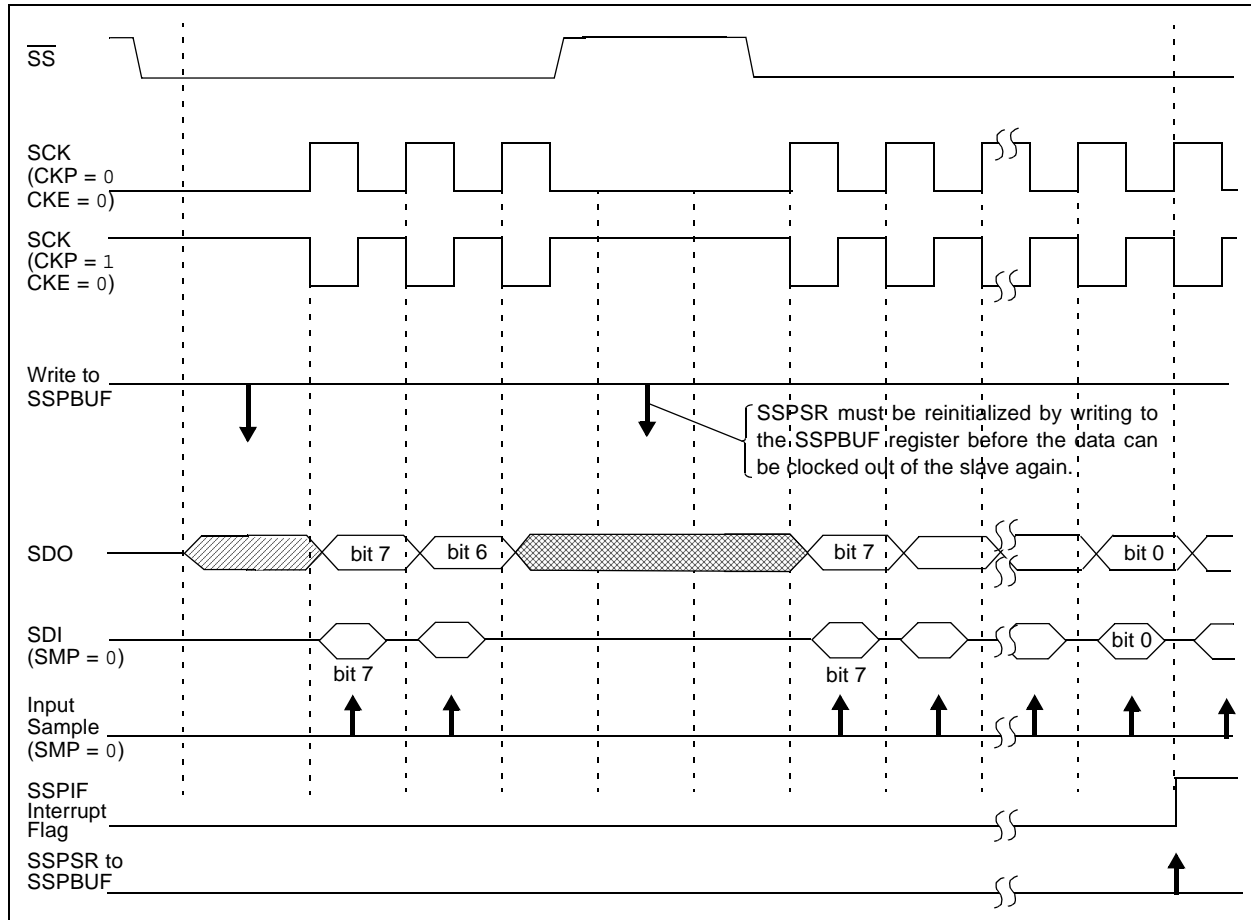 SS
SCK
(CKP = 0
CKE = 0)
SCK
(CKP = 1
CKE = 0)
Write to
SSPBUF
SSPSR must be reinitialized by writing to
the SSPBUF register before the data can
be clocked out of the slave again.
SDO
bit 7
bit 6
bit 7
bit 0
SDI
(SMP = 0)
bit 7
bit 7
bit 0
Input
Sample
(SMP = 0)
SSPIF
Interrupt
Flag
SSPSR to
SSPBUF